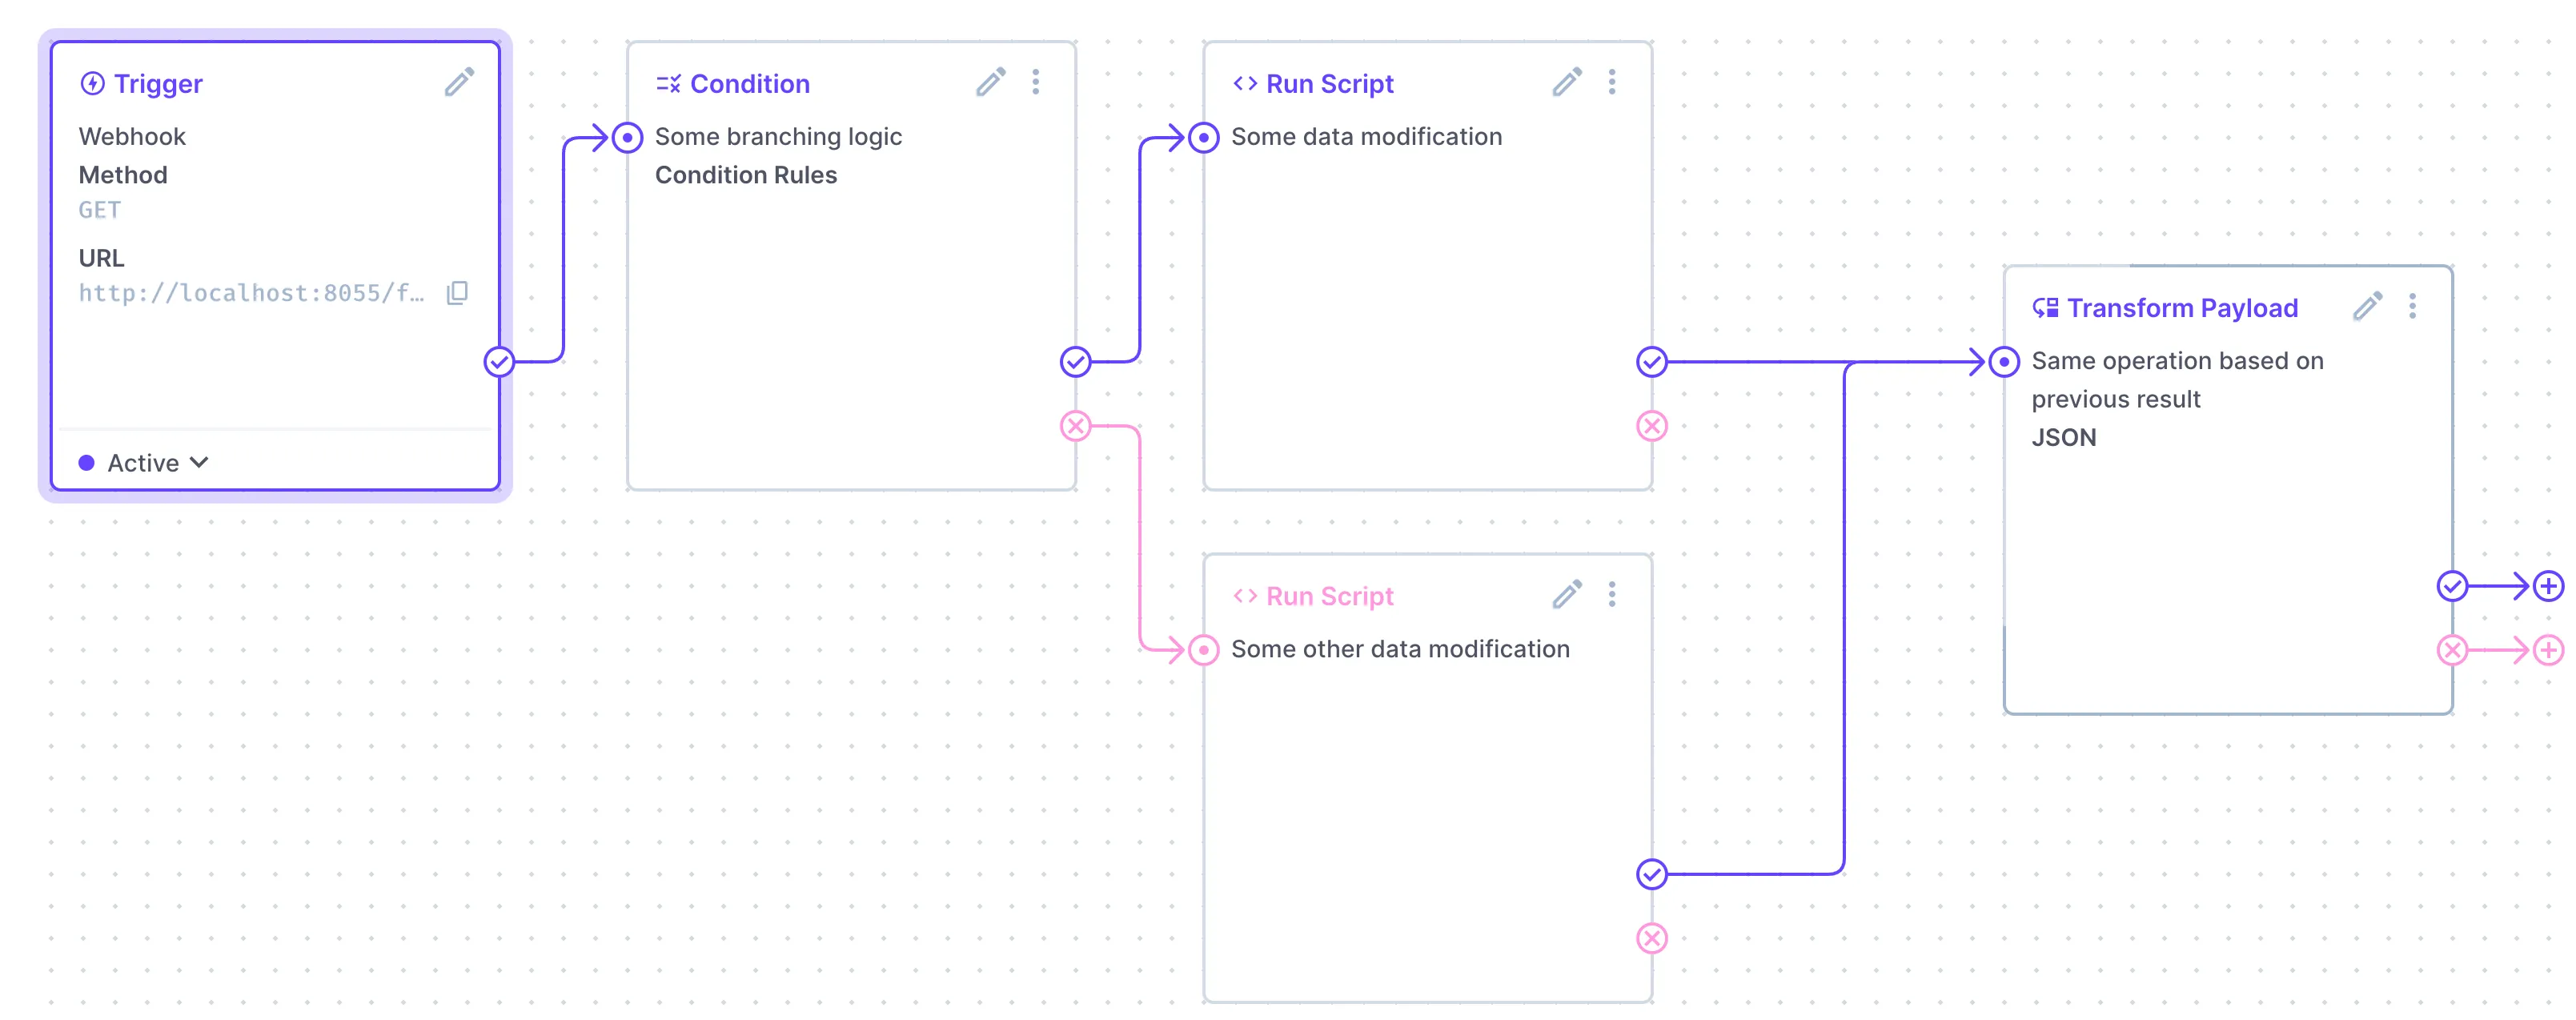 Trigger
Webhook
Method
GET
URL
http://localhost:8055/f…
Active
Condition
Some branching logic
Condition Rules
Run Script
Some data modification
Run Script
Some other data modification
Transform Payload
Same operation based on
previous result
JSON